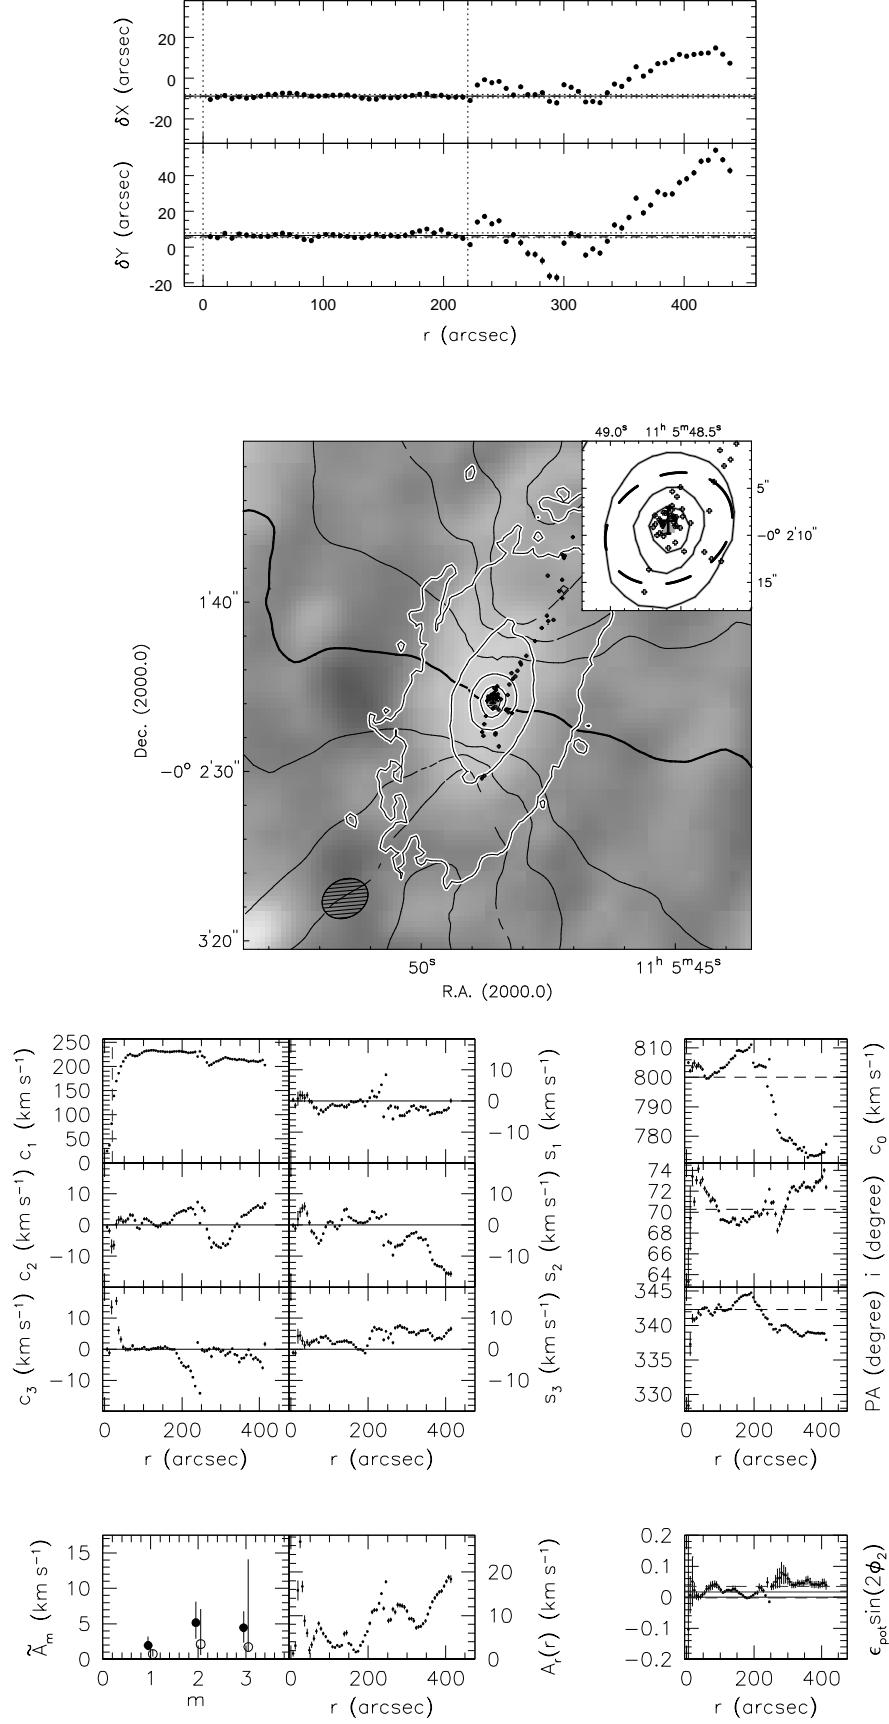 20
0
−20
δX (arcsec)
40
20
0
−20
δY (arcsec)
0 100 200 300 400
r (arcsec)
49.0ˢ 11ʰ 5ᵐ48.5ˢ
5"
−0° 2'10"
15"
1'40"
−0° 2'30"
3'20"
Dec. (2000.0)
50ˢ 11ʰ 5ᵐ45ˢ
R.A. (2000.0)
250
200
150
100
50
0
c₁ (km s⁻¹)
10
0
−10
s₁ (km s⁻¹)
810
800
790
780
c₀ (km s⁻¹)
10
0
−10
c₂ (km s⁻¹)
10
0
−10
s₂ (km s⁻¹)
74
72
70
68
66
64
i (degree)
10
0
−10
c₃ (km s⁻¹)
10
0
−10
s₃ (km s⁻¹)
345
340
335
330
PA (degree)
0 200 400 0 200 400
r (arcsec) r (arcsec)
0 200 400
r (arcsec)
15
10
5
0
Ãₘ (km s⁻¹)
0 1 2 3
m
20
10
0
Aᵣ(r) (km s⁻¹)
0 200 400
r (arcsec)
0.2
0.1
0
−0.1
−0.2
ϵₚₒₜsin(2ϕ₂)
0 200 400
r (arcsec)